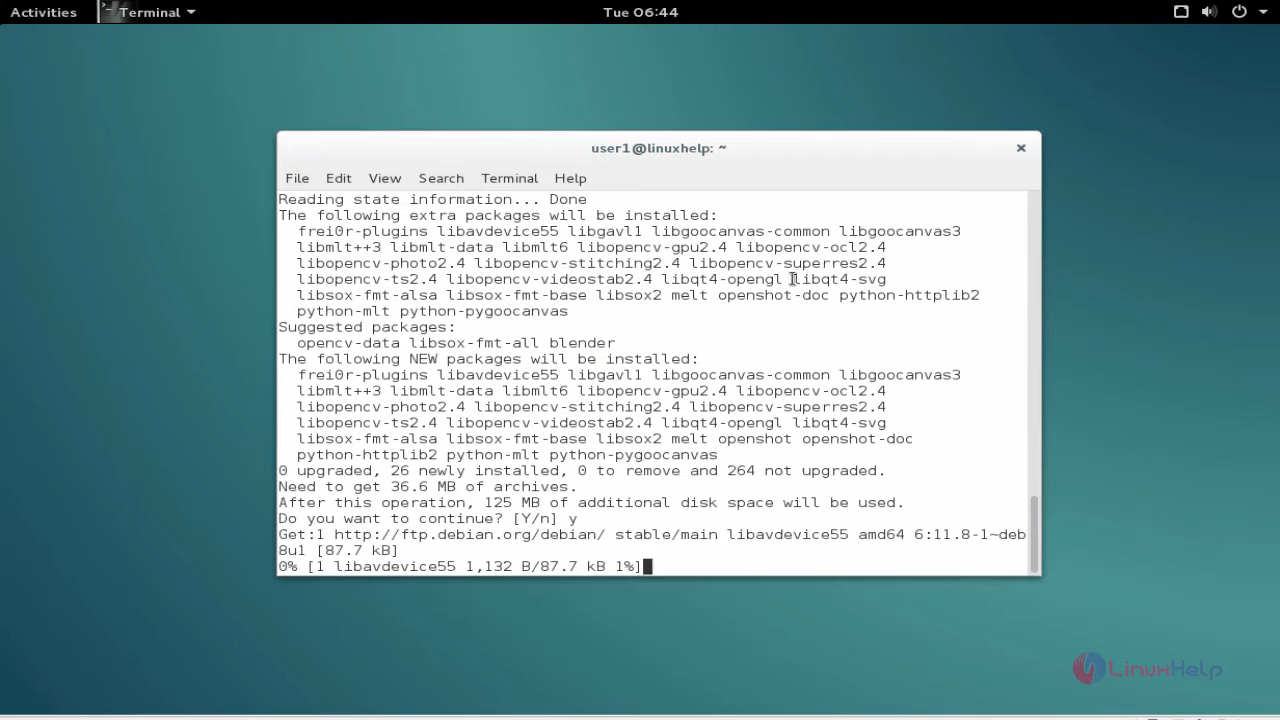 Activities Terminal Tue 06:44
user1@linuxhelp: ~
File Edit View Search Terminal Help
Reading state information... Done
The following extra packages will be installed:
frei0r-plugins libavdevice55 libgavl1 libgoocanvas-common libgoocanvas3
libmlt++3 libmlt-data libmlt6 libopencv-gpu2.4 libopencv-ocl2.4
libopencv-photo2.4 libopencv-stitching2.4 libopencv-superres2.4
libopencv-ts2.4 libopencv-videostab2.4 libqt4-opengl libqt4-svg
libsox-fmt-alsa libsox-fmt-base libsox2 melt openshot-doc python-httplib2
python-mlt python-pygoocanvas
Suggested packages:
opencv-data libsox-fmt-all blender
The following NEW packages will be installed:
frei0r-plugins libavdevice55 libgavl1 libgoocanvas-common libgoocanvas3
libmlt++3 libmlt-data libmlt6 libopencv-gpu2.4 libopencv-ocl2.4
libopencv-photo2.4 libopencv-stitching2.4 libopencv-superres2.4
libopencv-ts2.4 libopencv-videostab2.4 libqt4-opengl libqt4-svg
libsox-fmt-alsa libsox-fmt-base libsox2 melt openshot openshot-doc
python-httplib2 python-mlt python-pygoocanvas
0 upgraded, 26 newly installed, 0 to remove and 264 not upgraded.
Need to get 36.6 MB of archives.
After this operation, 125 MB of additional disk space will be used.
Do you want to continue? [Y/n] y
Get:1 http://ftp.debian.org/debian/ stable/main libavdevice55 amd64 6:11.8-1~deb
8u1 [87.7 kB]
0% [1 libavdevice55 1,132 B/87.7 kB 1%]
LinuxHelp